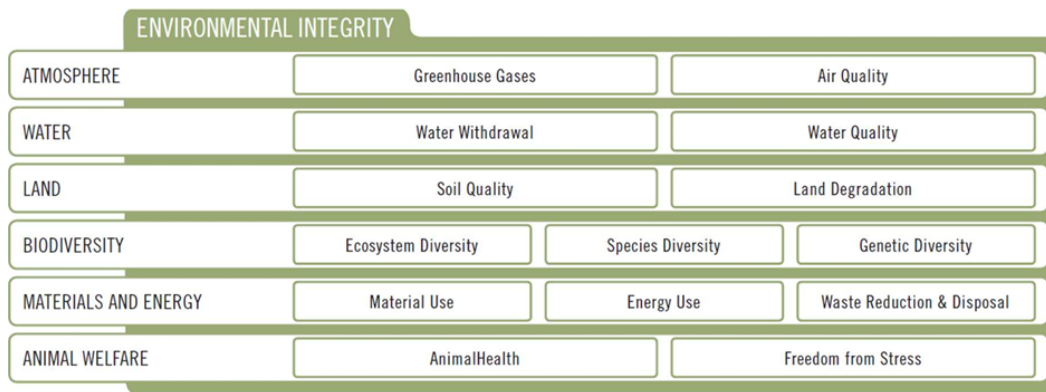 ENVIRONMENTAL INTEGRITY
ATMOSPHERE Greenhouse Gases Air Quality
WATER Water Withdrawal Water Quality
LAND Soil Quality Land Degradation
BIODIVERSITY Ecosystem Diversity Species Diversity Genetic Diversity
MATERIALS AND ENERGY Material Use Energy Use Waste Reduction & Disposal
ANIMAL WELFARE AnimalHealth Freedom from Stress